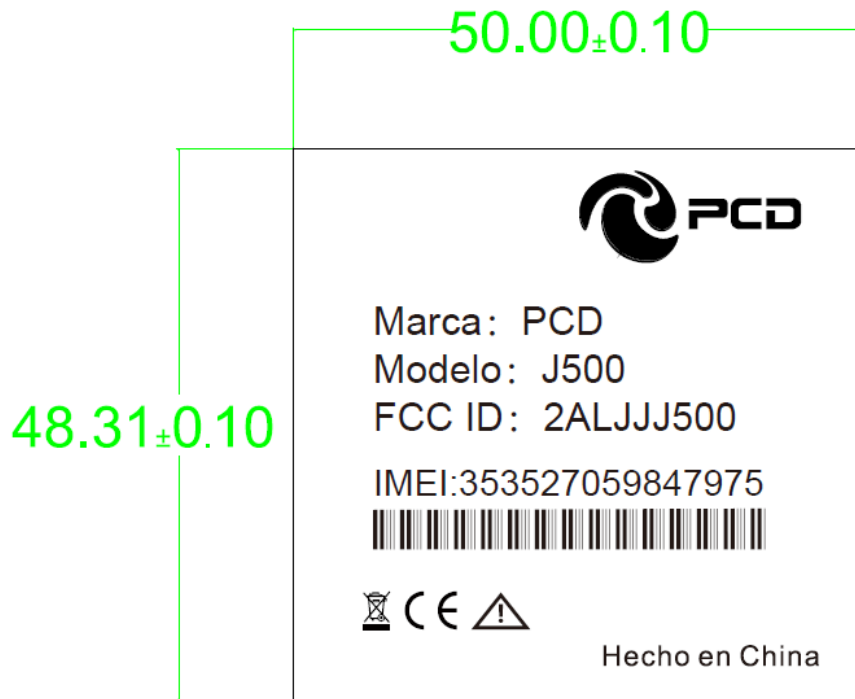 50.00±0.10
PCD
Marca: PCD
Modelo: J500
48.31±0.10
FCC ID: 2ALJJJ500
IMEI:353527059847975
CE
Hecho en China